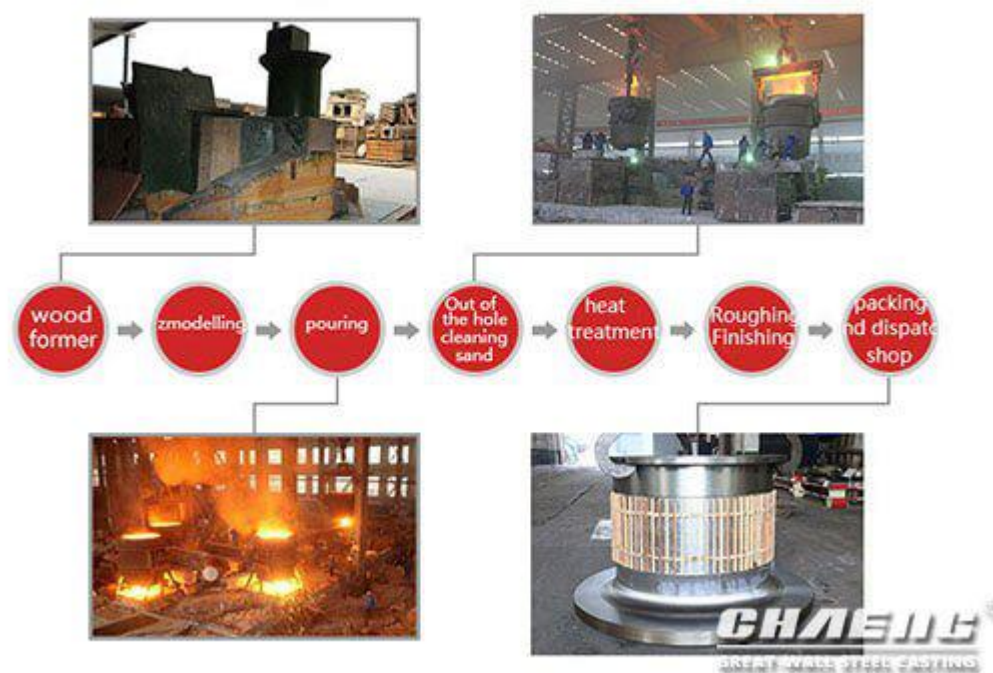 wood
former
zmodelling
pouring
Out of
the hole
cleaning
sand
heat
treatment
Roughing
Finishing
packing
nd dispatc
shop
CHAENG
GREAT WALL STEEL CASTING